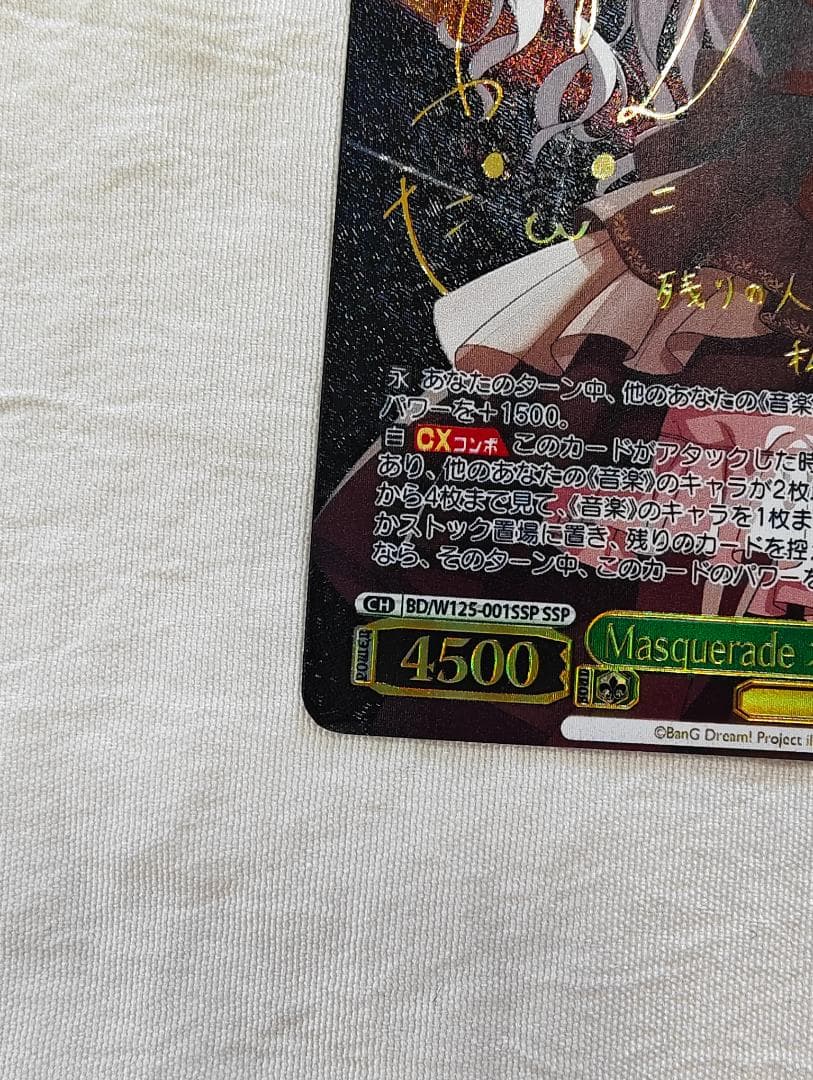 残りの人
私
永 あなたのターン中、他のあなたの《音楽
パワーを+1500。
自 CXコンボ このカードがアタックした時
あり、他のあなたの《音楽》のキャラが2枚
から4枚まで見て、《音楽》のキャラを1枚ま
かストック置場に置き、残りのカードを控
なら、そのターン中、このカードのパワーを
CH BD/W125-001SSP SSP
POWER 4500
Masquerade
SOUL
©BanG Dream! Project